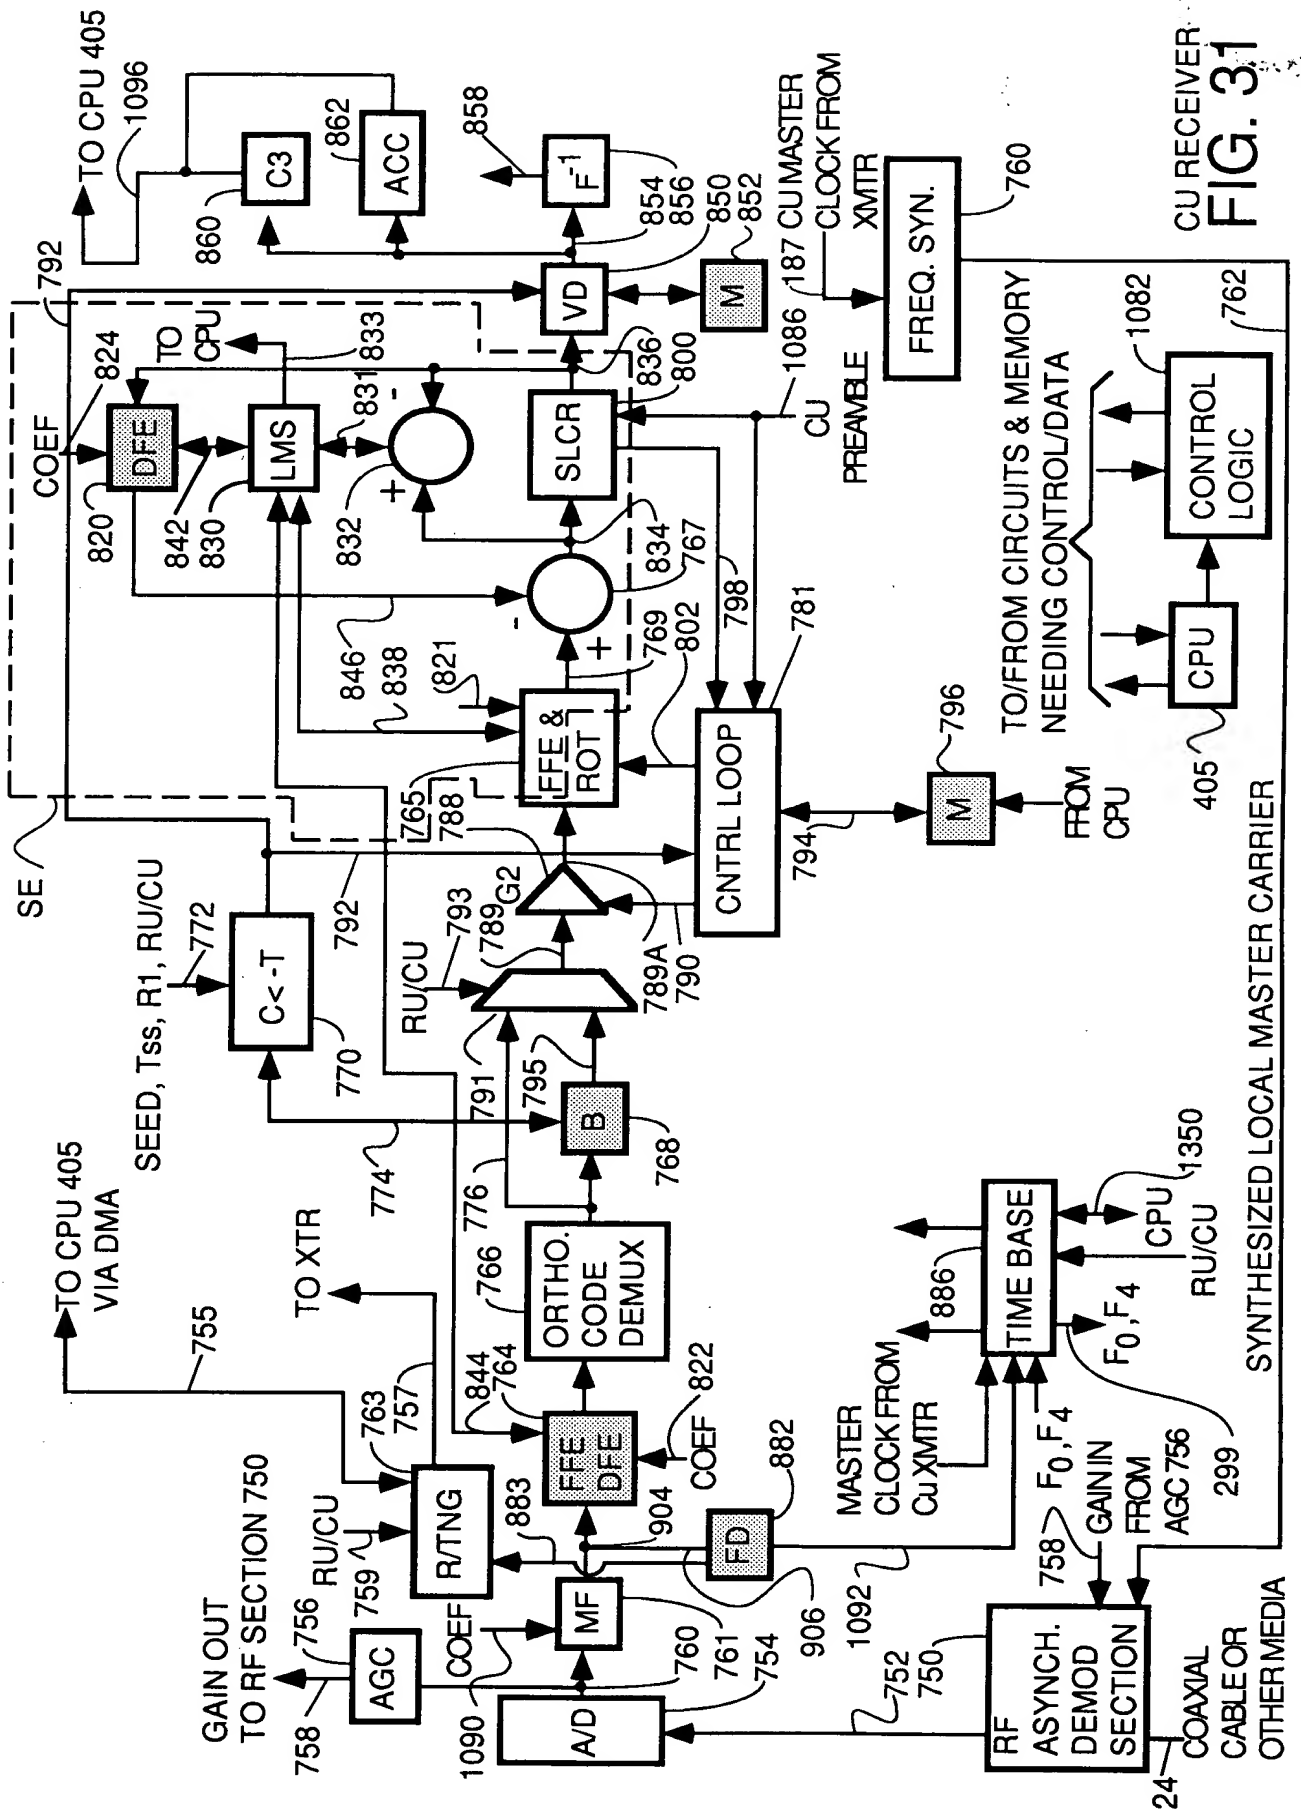 TO CPU 405
VIA DMA
755
TO XTR
GAIN OUT
TO RF SECTION 750
758
756
AGC
RU/CU
759
763
757
R/TNG
883
COEF
1090
A/D
MF
760
761
754
904
906
FD
882
1092
844
764
FFE
DFE
822
COEF
766
ORTHO.
CODE
DEMUX
776
774
B
768
795
791
SEED, Tss, R1, RU/CU
772
C<-T
770
792
RU/CU
793
789
G2
788
789A
790
765
FFE &
ROT
821
838
846
769
802
767
834
SE
792
COEF
824
DFE
820
842
830
LMS
TO
CPU
833
831
832
+
-
-
+
SLCR
836
800
798
CNTRL LOOP
781
794
M
796
FROM
CPU
1086
CU
PREAMBLE
VD
M
850
852
854
856
F-1
858
TO CPU 405
1096
C3
860
ACC
862
187
CU MASTER
CLOCK FROM
XMTR
FREQ. SYN.
760
TO/FROM CIRCUITS & MEMORY
NEEDING CONTROL/DATA
CPU
405
CONTROL
LOGIC
1082
762
SYNTHESIZED LOCAL MASTER CARRIER
MASTER
CLOCK FROM
Cu XMTR
886
TIME BASE
1350
CPU
RU/CU
F0, F4
299
F0, F4
758
GAIN IN
FROM
AGC 756
752
750
RF
ASYNCH.
DEMOD
SECTION
24
COAXIAL
CABLE OR
OTHER MEDIA
CU RECEIVER
FIG. 31